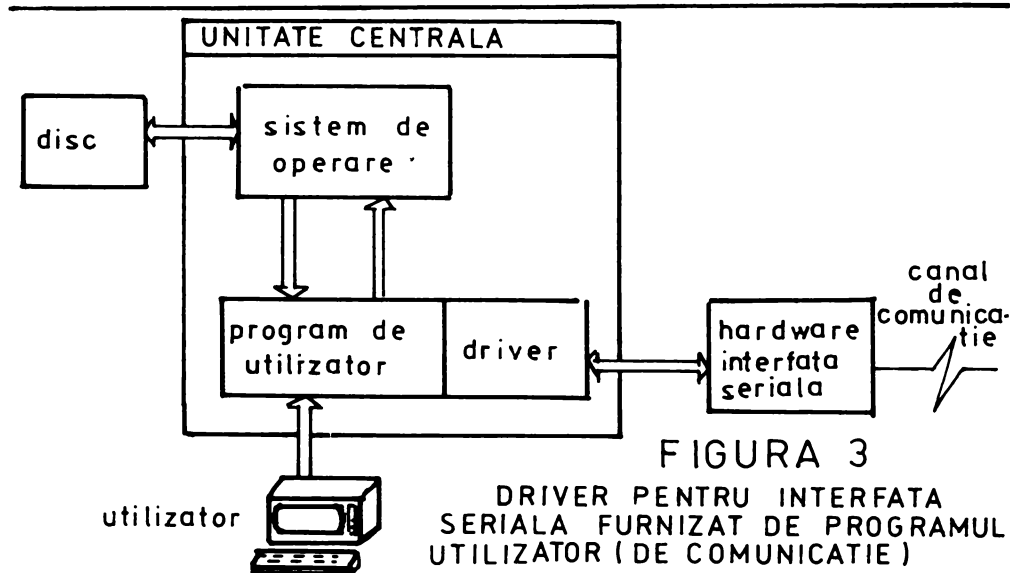 UNITATE CENTRALA
disc
sistem de
operare
program de
utilizator
driver
hardware
interfata
seriala
canal
de
comunica-
tie
utilizator
FIGURA 3
DRIVER PENTRU INTERFATA
SERIALA FURNIZAT DE PROGRAMUL
UTILIZATOR (DE COMUNICATIE)